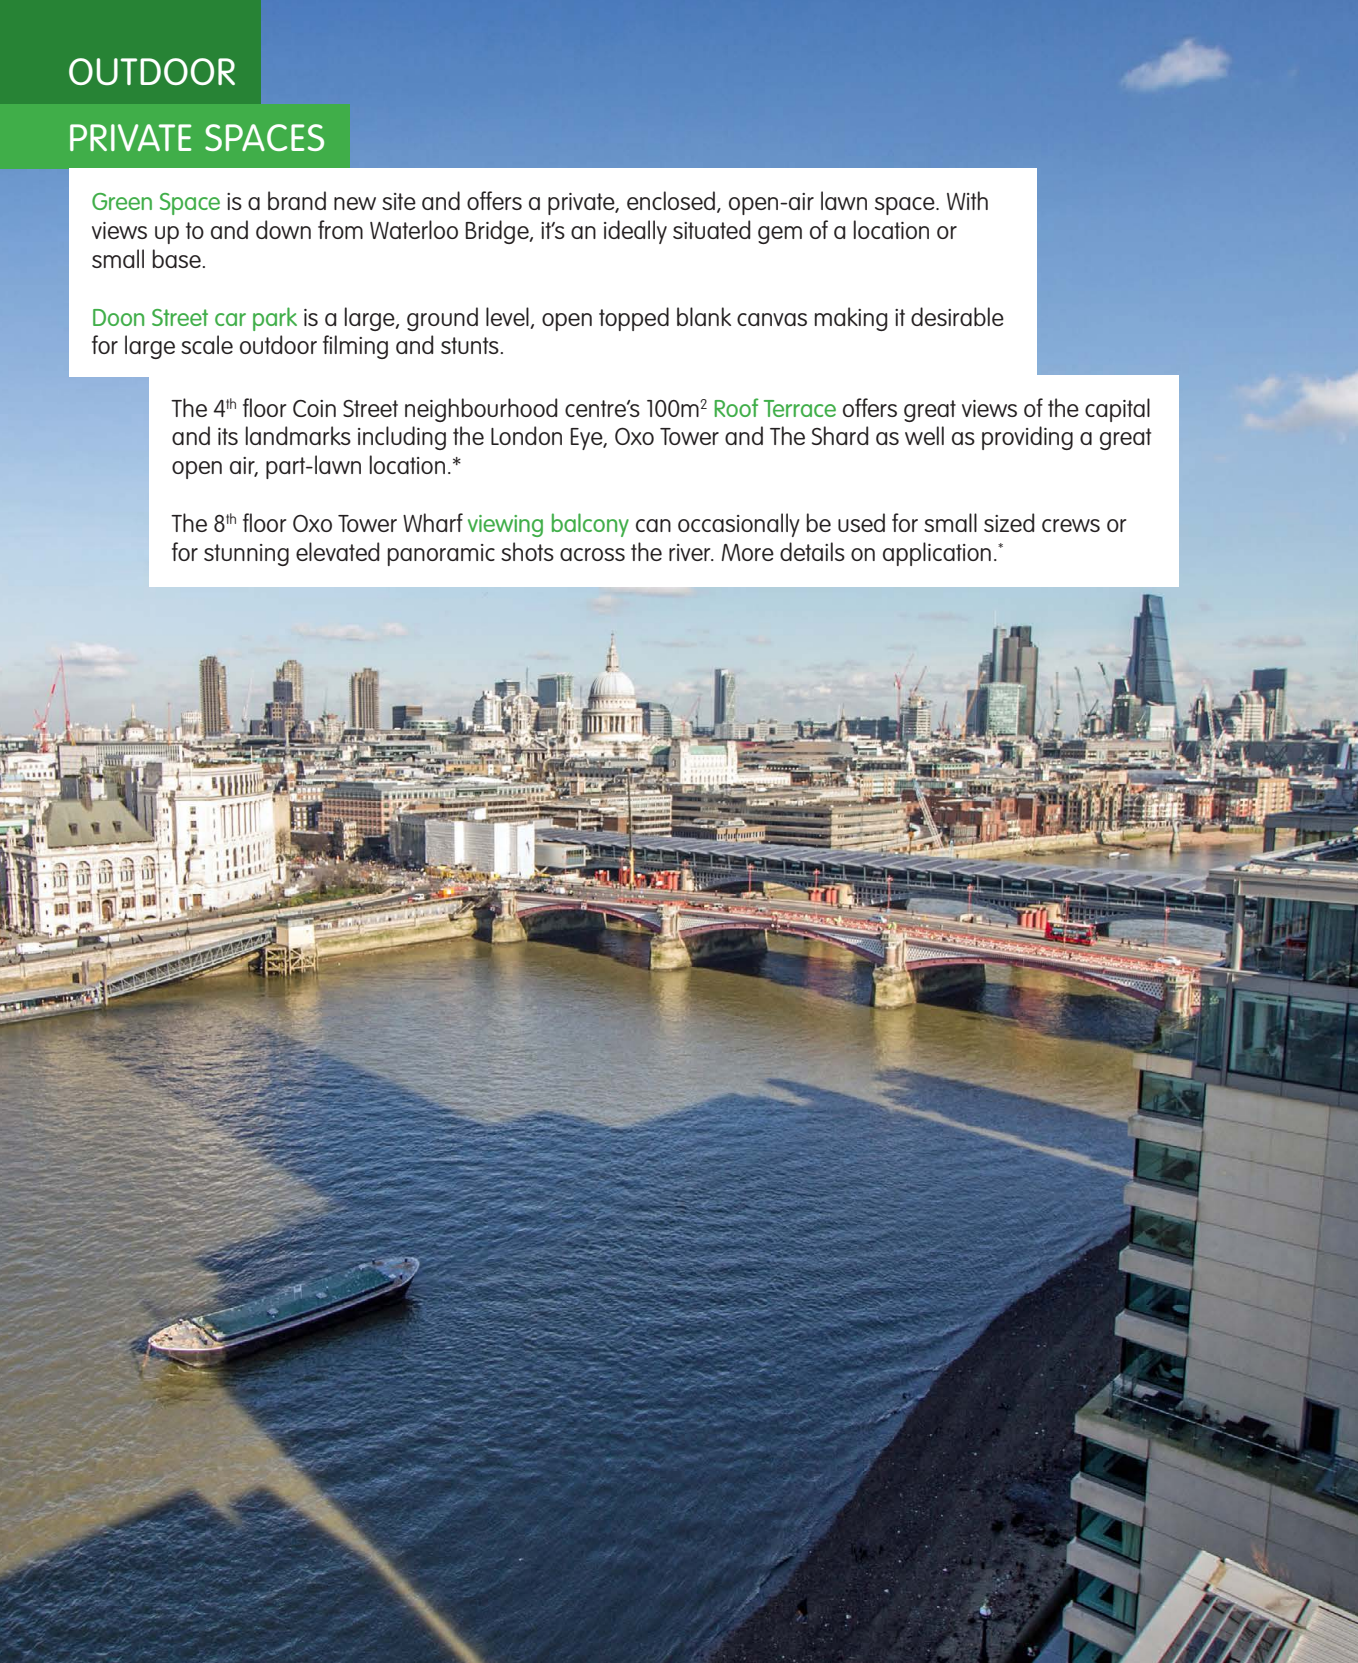 OUTDOOR
PRIVATE SPACES
Green Space is a brand new site and offers a private, enclosed, open-air lawn space. With
views up to and down from Waterloo Bridge, it’s an ideally situated gem of a location or
small base.
Doon Street car park is a large, ground level, open topped blank canvas making it desirable
for large scale outdoor filming and stunts.
The 4th floor Coin Street neighbourhood centre’s 100m² Roof Terrace offers great views of the capital
and its landmarks including the London Eye, Oxo Tower and The Shard as well as providing a great
open air, part-lawn location.*
The 8th floor Oxo Tower Wharf viewing balcony can occasionally be used for small sized crews or
for stunning elevated panoramic shots across the river. More details on application.*